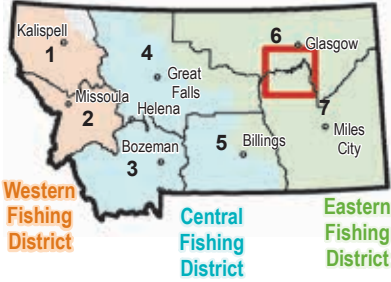 Kalispell
1
6
Glasgow
4
Great
Falls
Missoula
2
Helena
7
Miles
City
Bozeman
3
5
Billings
Western
Fishing
District
Central
Fishing
District
Eastern
Fishing
District